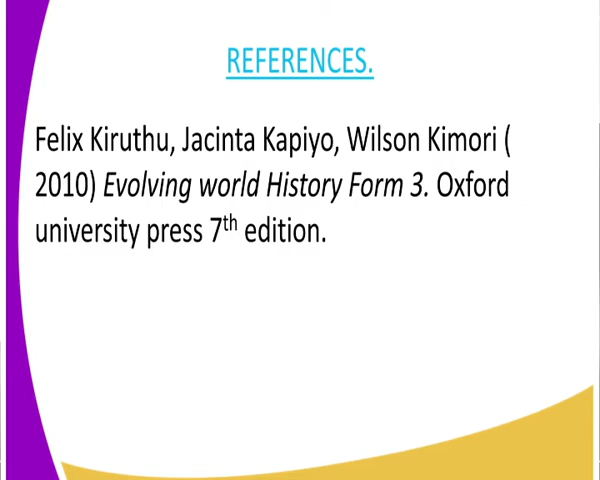 REFERENCES.
Felix Kiruthu, Jacinta Kapiyo, Wilson Kimori (
2010) Evolving world History Form 3. Oxford
university press 7th edition.